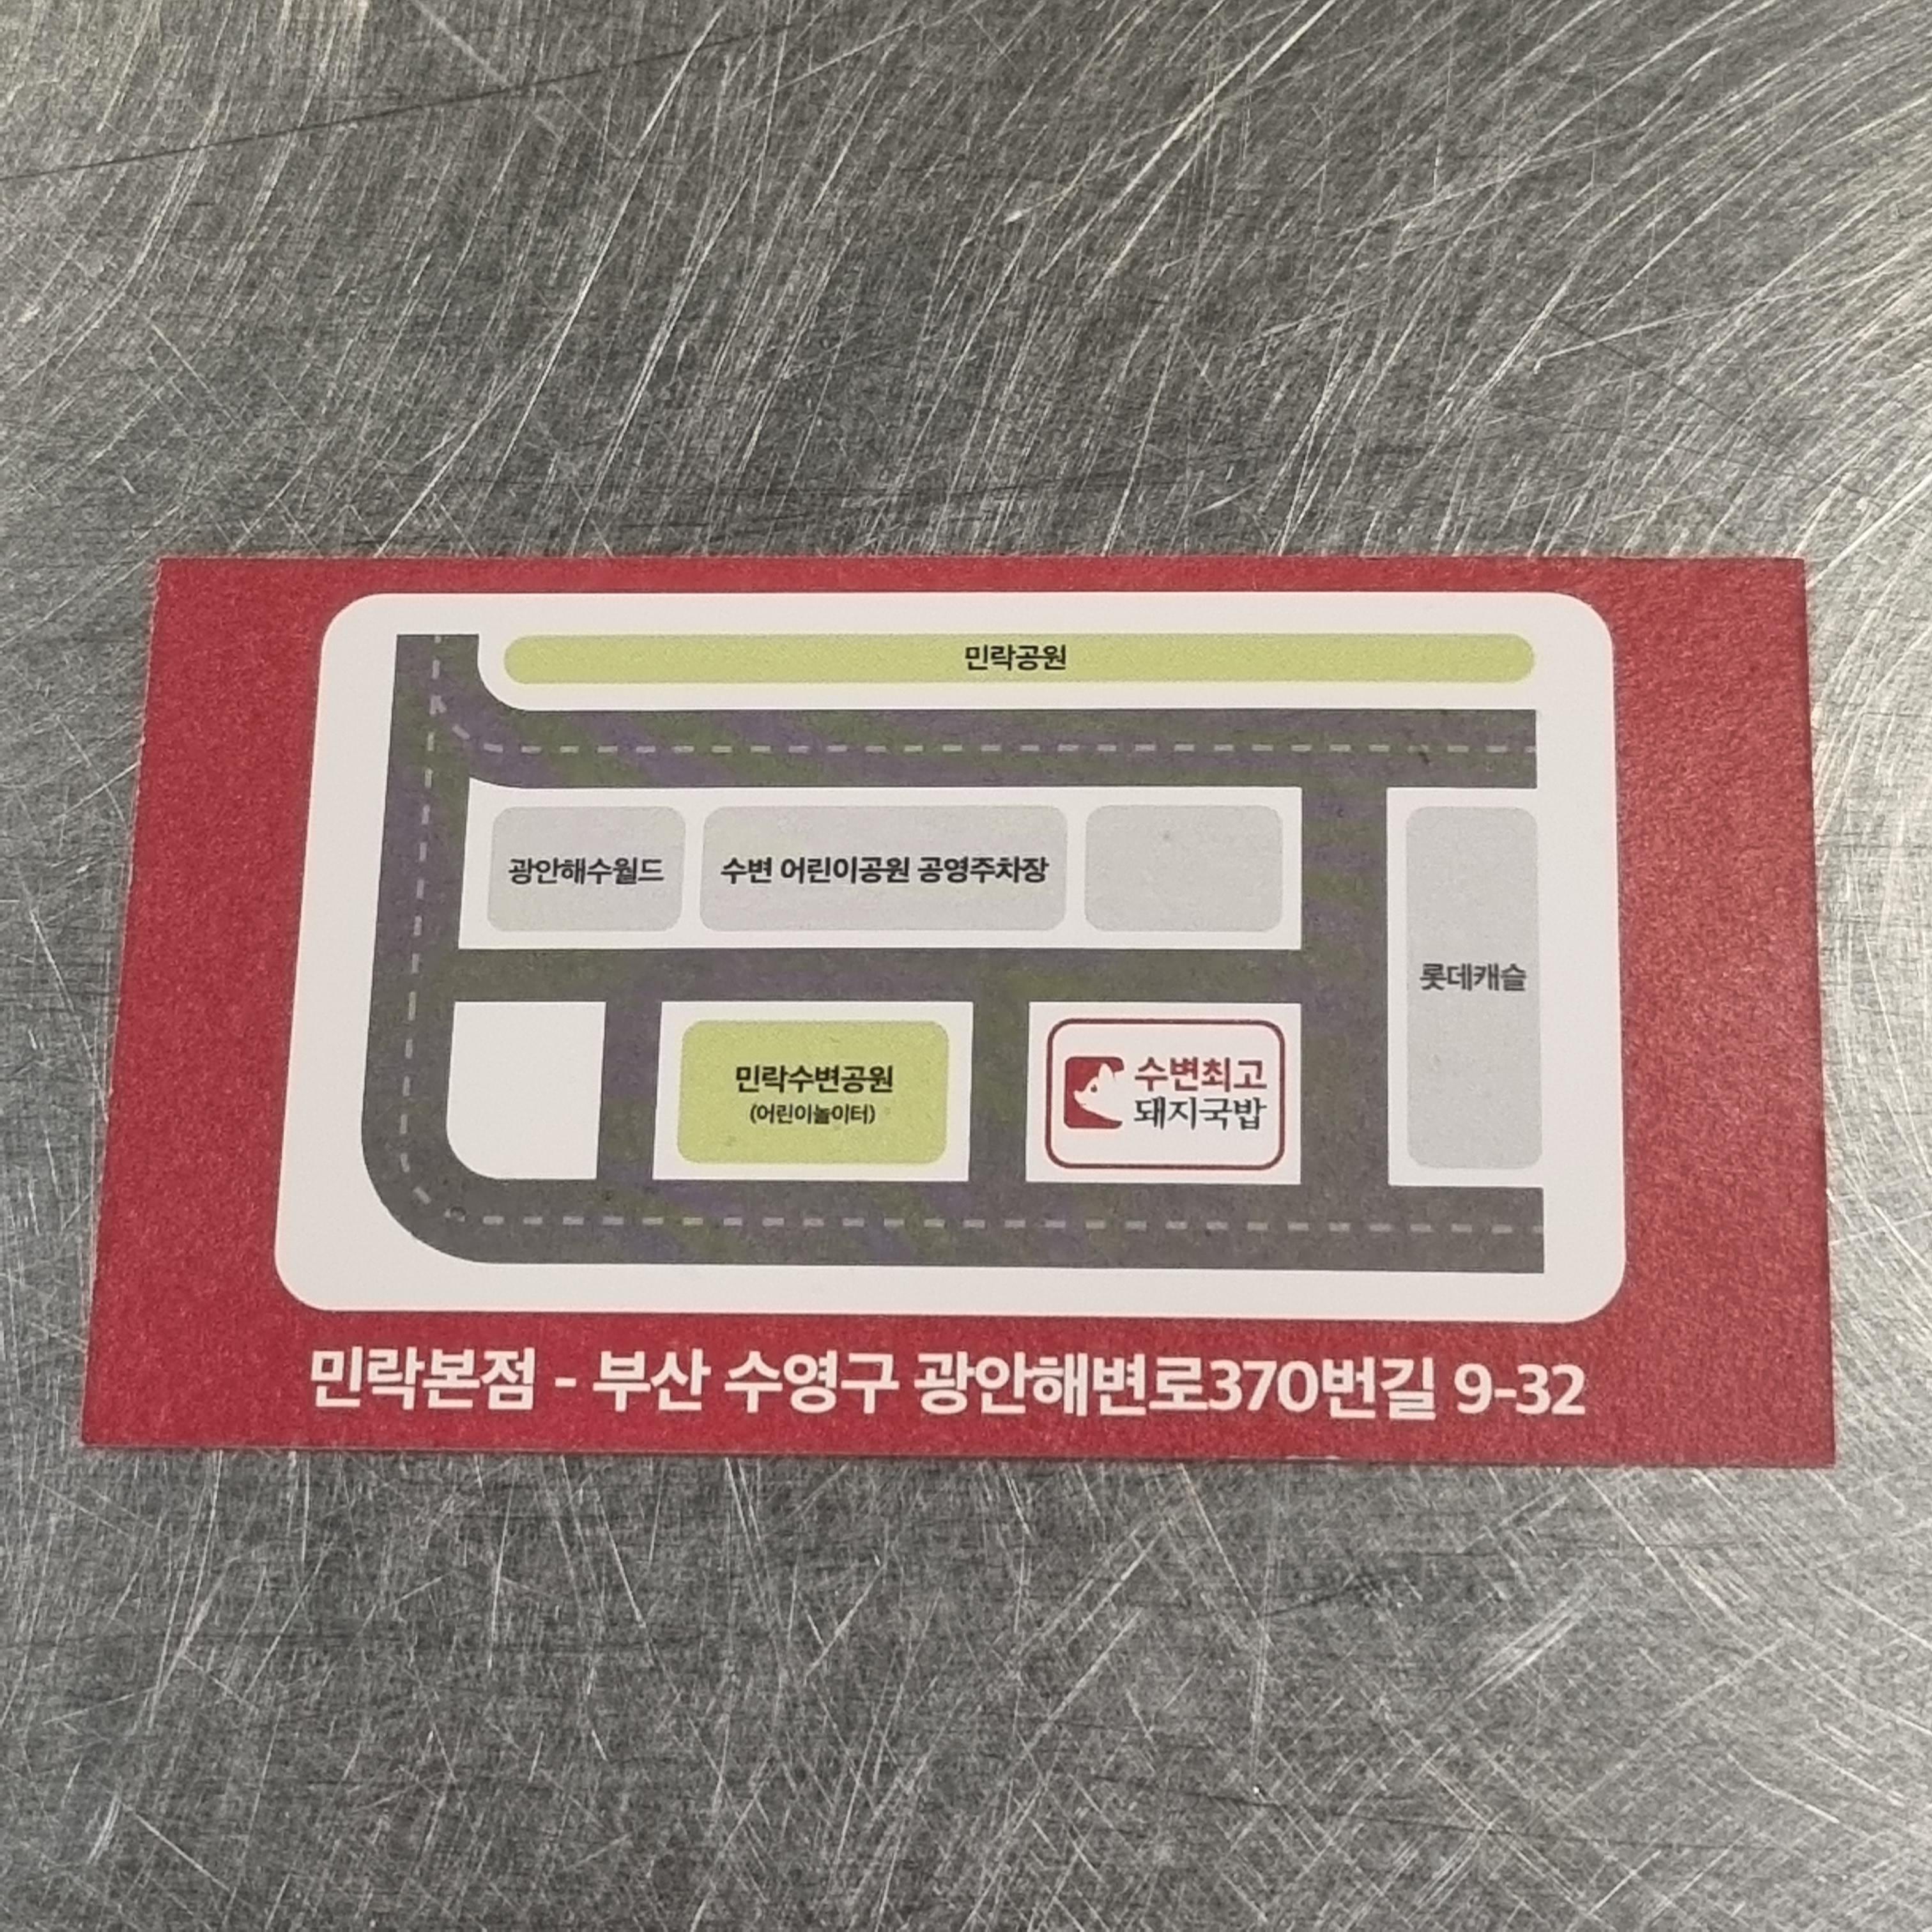 민락공원
광안해수월드
수변 어린이공원 공영주차장
롯데캐슬
민락수변공원
(어린이놀이터)
수변최고
돼지국밥
민락본점 - 부산 수영구 광안해변로370번길 9-32